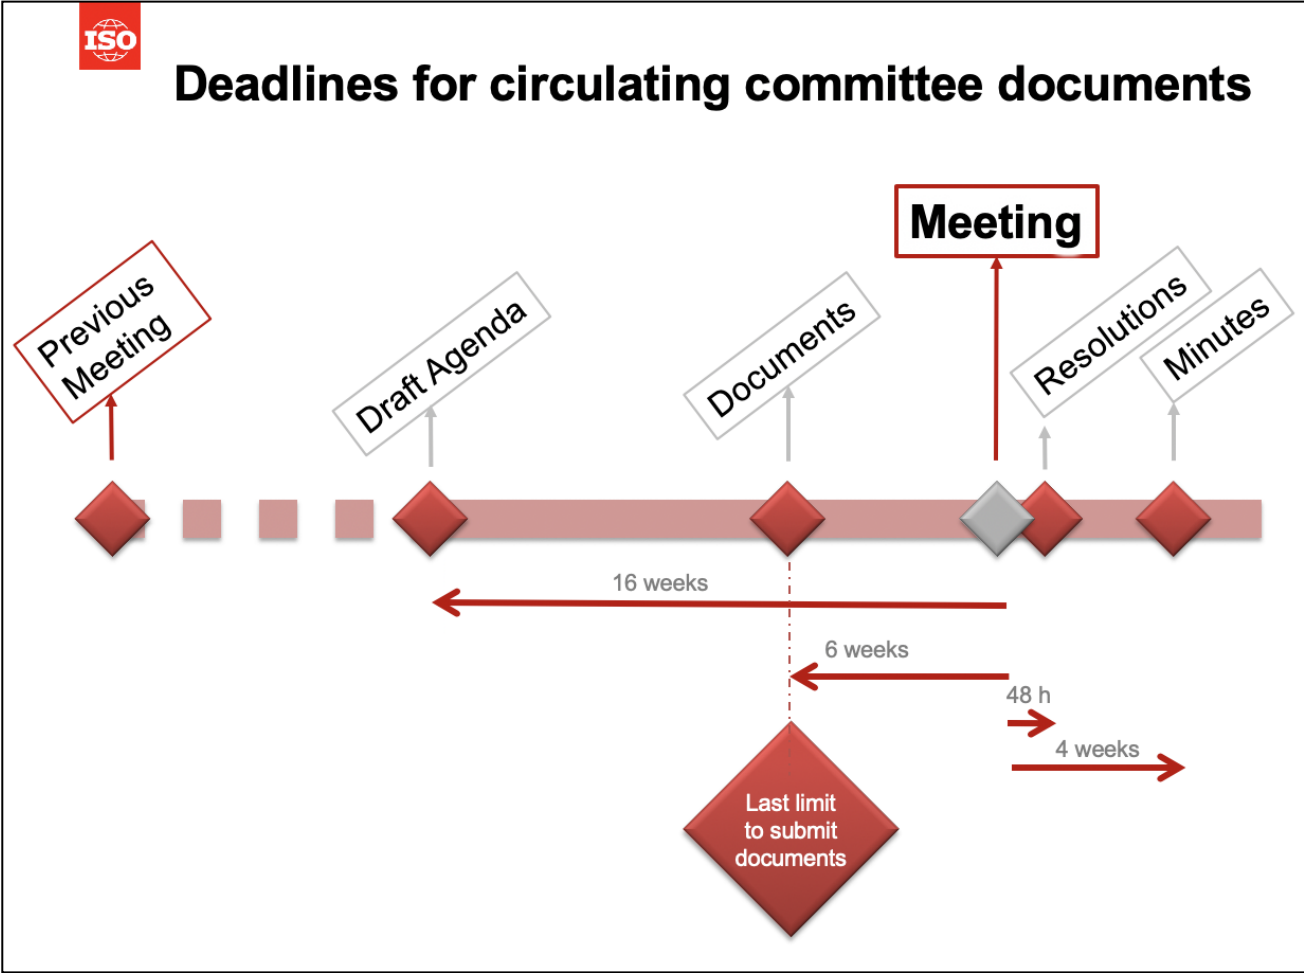 ISO
Deadlines for circulating committee documents
Previous
Meeting
Draft Agenda
Documents
Meeting
Resolutions
Minutes
16 weeks
6 weeks
48 h
4 weeks
Last limit
to submit
documents